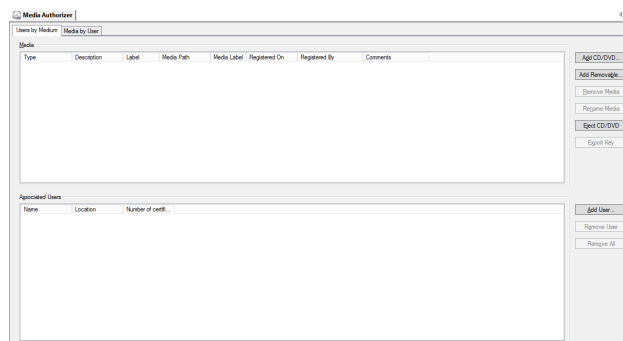 Media Authorizer
Users by Medium Media by User
Media
Type Description Label Media Path Media Label Registered On Registered By Comments
Add CD/DVD...
Add Removable...
Remove Media
Rename Media
Eject CD/DVD
Export Key
Associated Users
Name Location Number of certifi...
Add User...
Remove User
Remove All